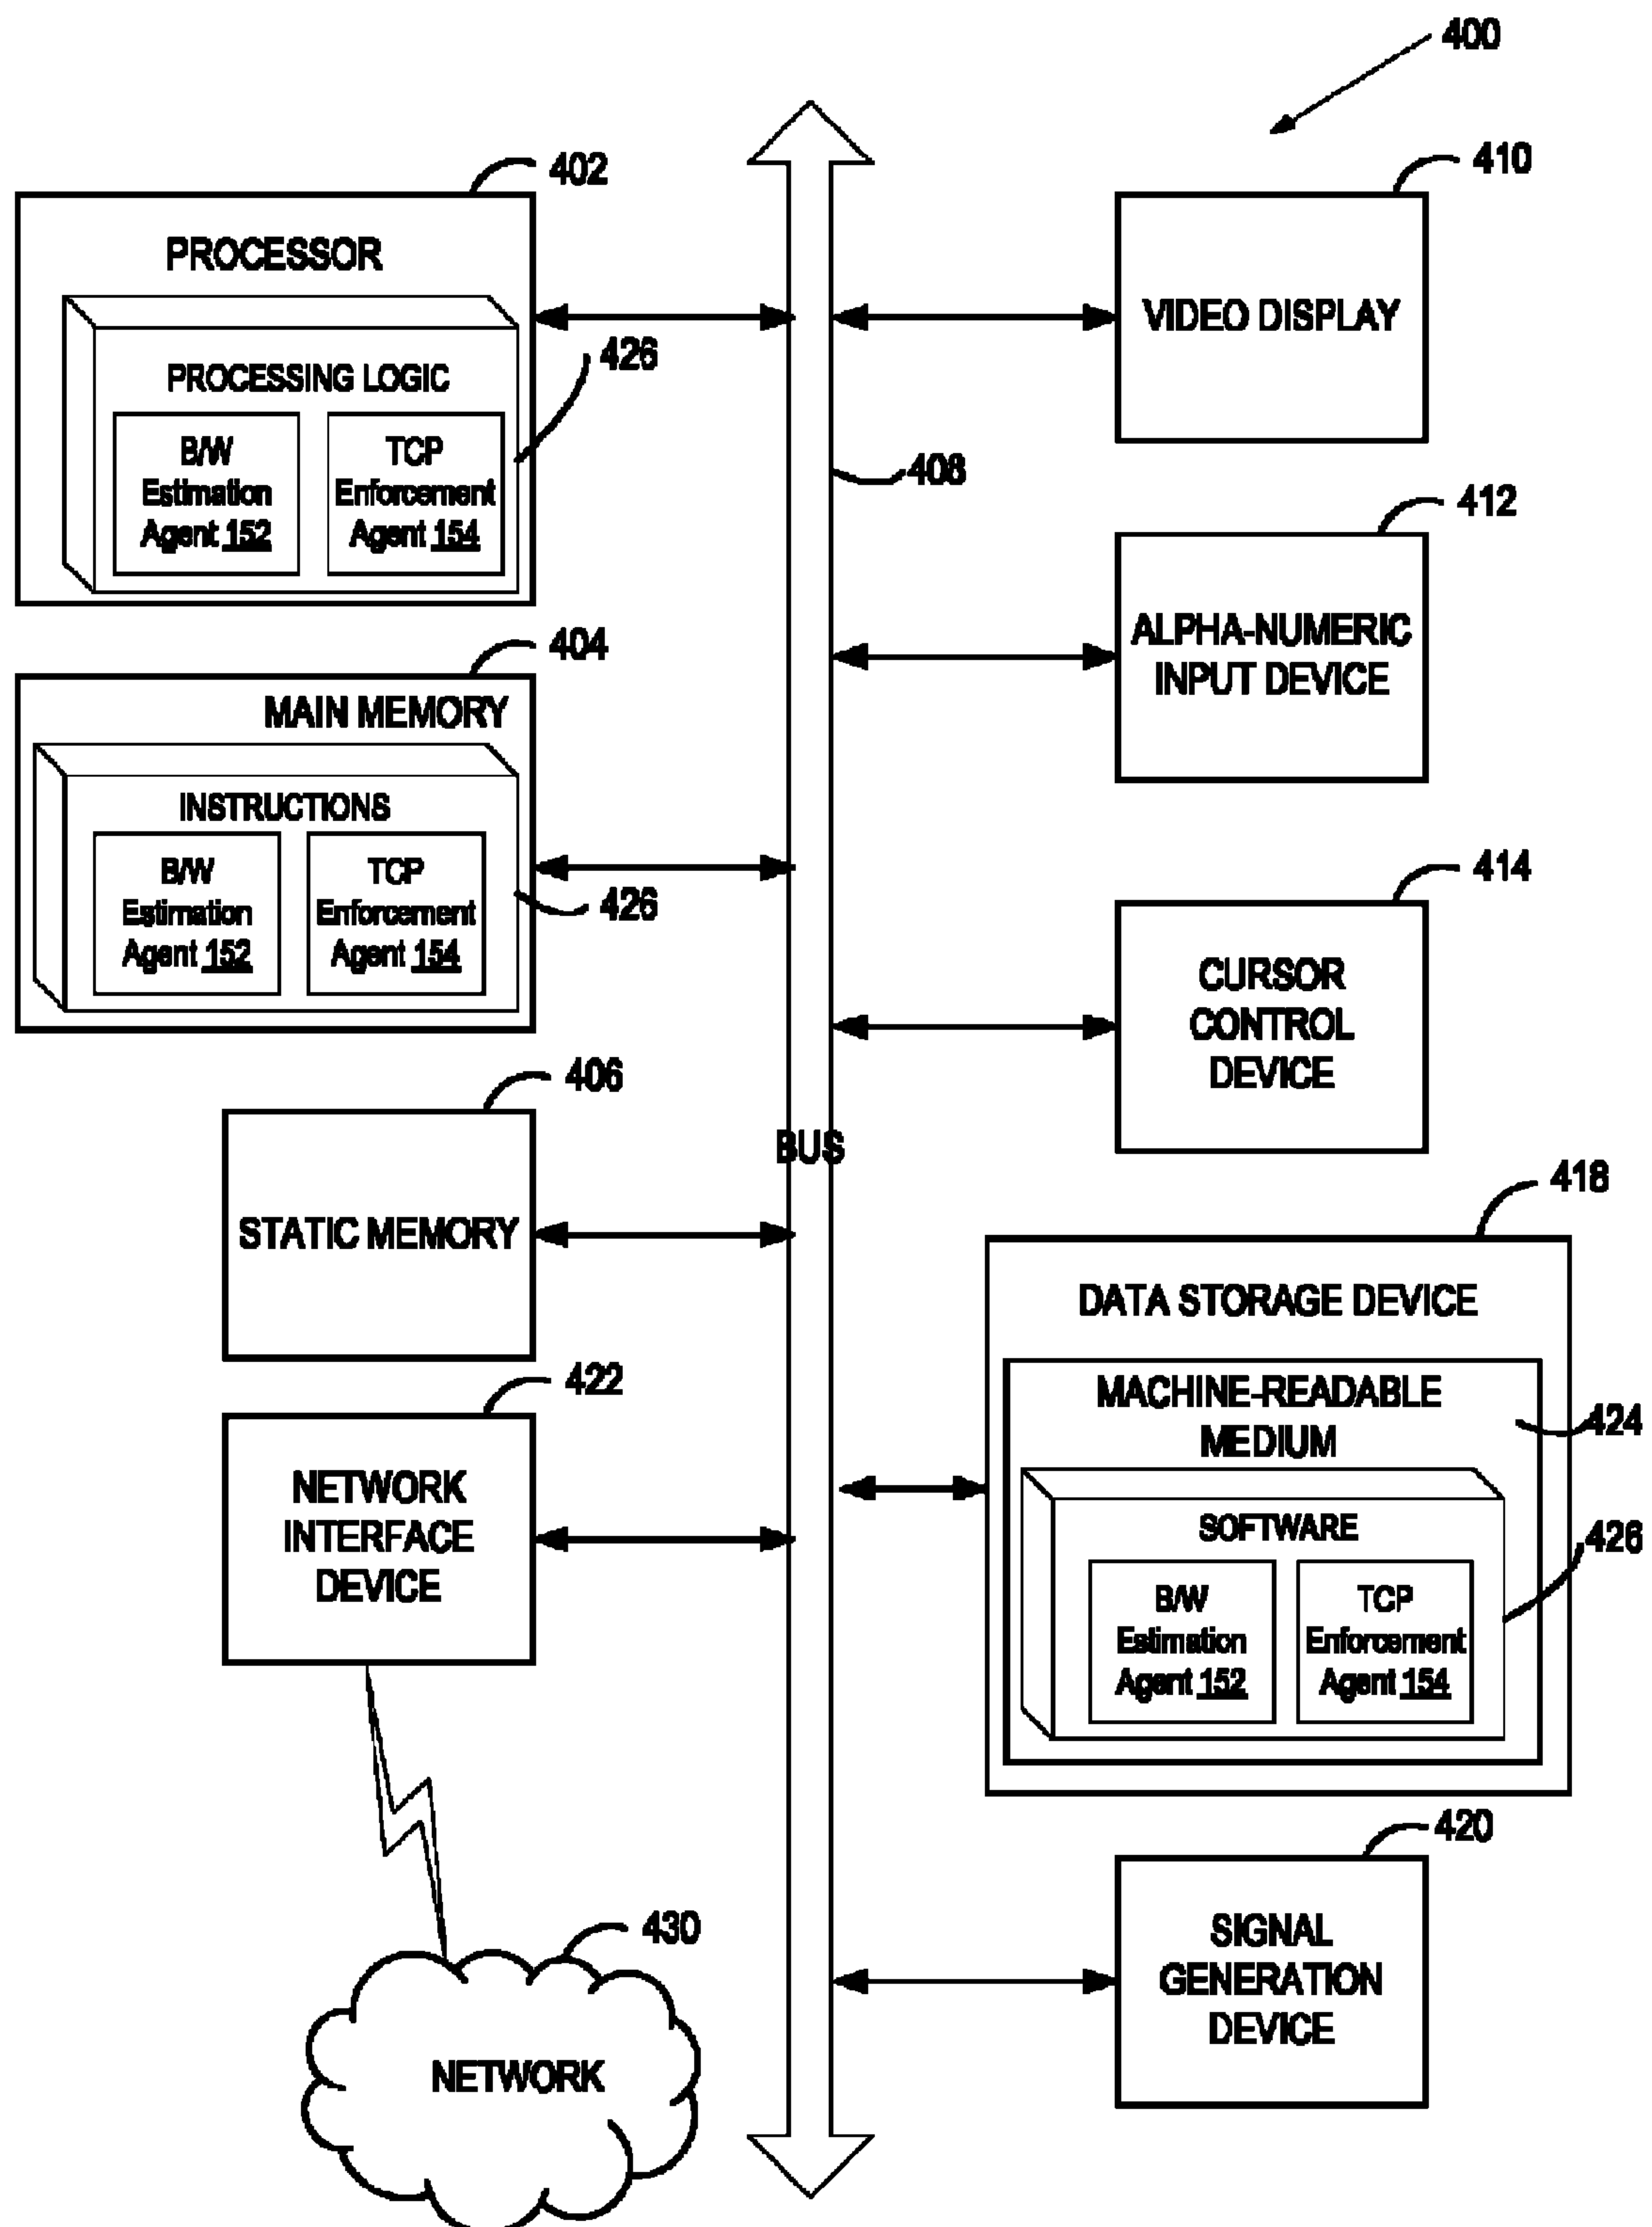 400
402
PROCESSOR
PROCESSING LOGIC
426
B/W
Estimation
Agent 152
TCP
Enforcement
Agent 154
404
MAIN MEMORY
INSTRUCTIONS
B/W
Estimation
Agent 152
TCP
Enforcement
Agent 154
426
406
STATIC MEMORY
422
NETWORK
INTERFACE
DEVICE
430
NETWORK
408
BUS
410
VIDEO DISPLAY
412
ALPHA-NUMERIC
INPUT DEVICE
414
CURSOR
CONTROL
DEVICE
418
DATA STORAGE DEVICE
MACHINE-READABLE
MEDIUM
424
SOFTWARE
426
B/W
Estimation
Agent 152
TCP
Enforcement
Agent 154
420
SIGNAL
GENERATION
DEVICE